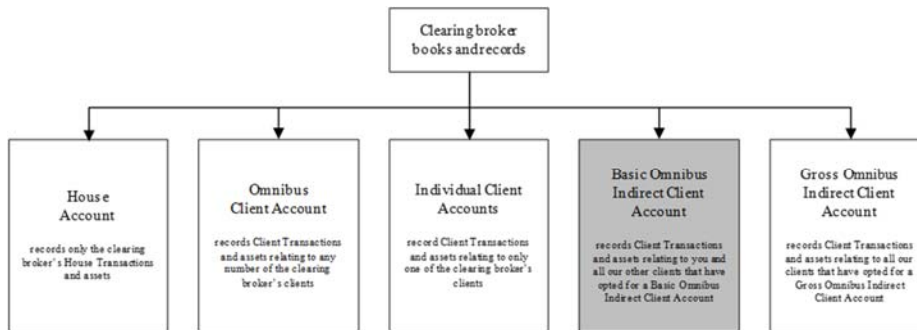 Clearing broker
books and records
House
Account
records only the clearing
broker's House Transactions
and assets
Omnibus
Client Account
records Client Transactions
and assets relating to any
number of the clearing
broker's clients
Individual Client
Accounts
record Client Transactions
and assets relating to only
one of the clearing broker's
clients
Basic Omnibus
Indirect Client
Account
records Client Transactions
and assets relating to you and
all our other clients that have
opted for a Basic Omnibus
Indirect Client Account
Gross Omnibus
Indirect Client
Account
records Client Transactions
and assets relating to all our
clients that have opted for a
Gross Omnibus Indirect
Client Account